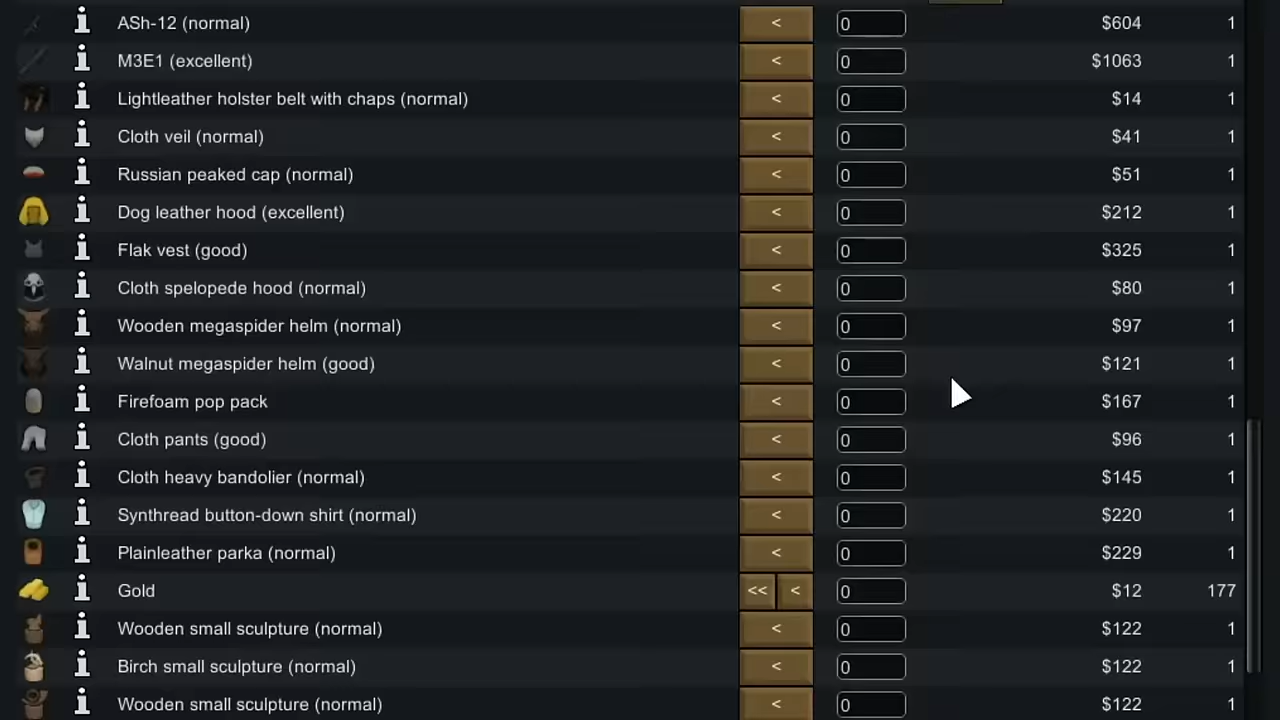 ASh-12 (normal) < 0 $604 1
M3E1 (excellent) < 0 $1063 1
Lightleather holster belt with chaps (normal) < 0 $14 1
Cloth veil (normal) < 0 $41 1
Russian peaked cap (normal) < 0 $51 1
Dog leather hood (excellent) < 0 $212 1
Flak vest (good) < 0 $325 1
Cloth spelopede hood (normal) < 0 $80 1
Wooden megaspider helm (normal) < 0 $97 1
Walnut megaspider helm (good) < 0 $121 1
Firefoam pop pack < 0 $167 1
Cloth pants (good) < 0 $96 1
Cloth heavy bandolier (normal) < 0 $145 1
Synthread button-down shirt (normal) < 0 $220 1
Plainleather parka (normal) < 0 $229 1
Gold << < 0 $12 177
Wooden small sculpture (normal) < 0 $122 1
Birch small sculpture (normal) < 0 $122 1
Wooden small sculpture (normal) < 0 $122 1